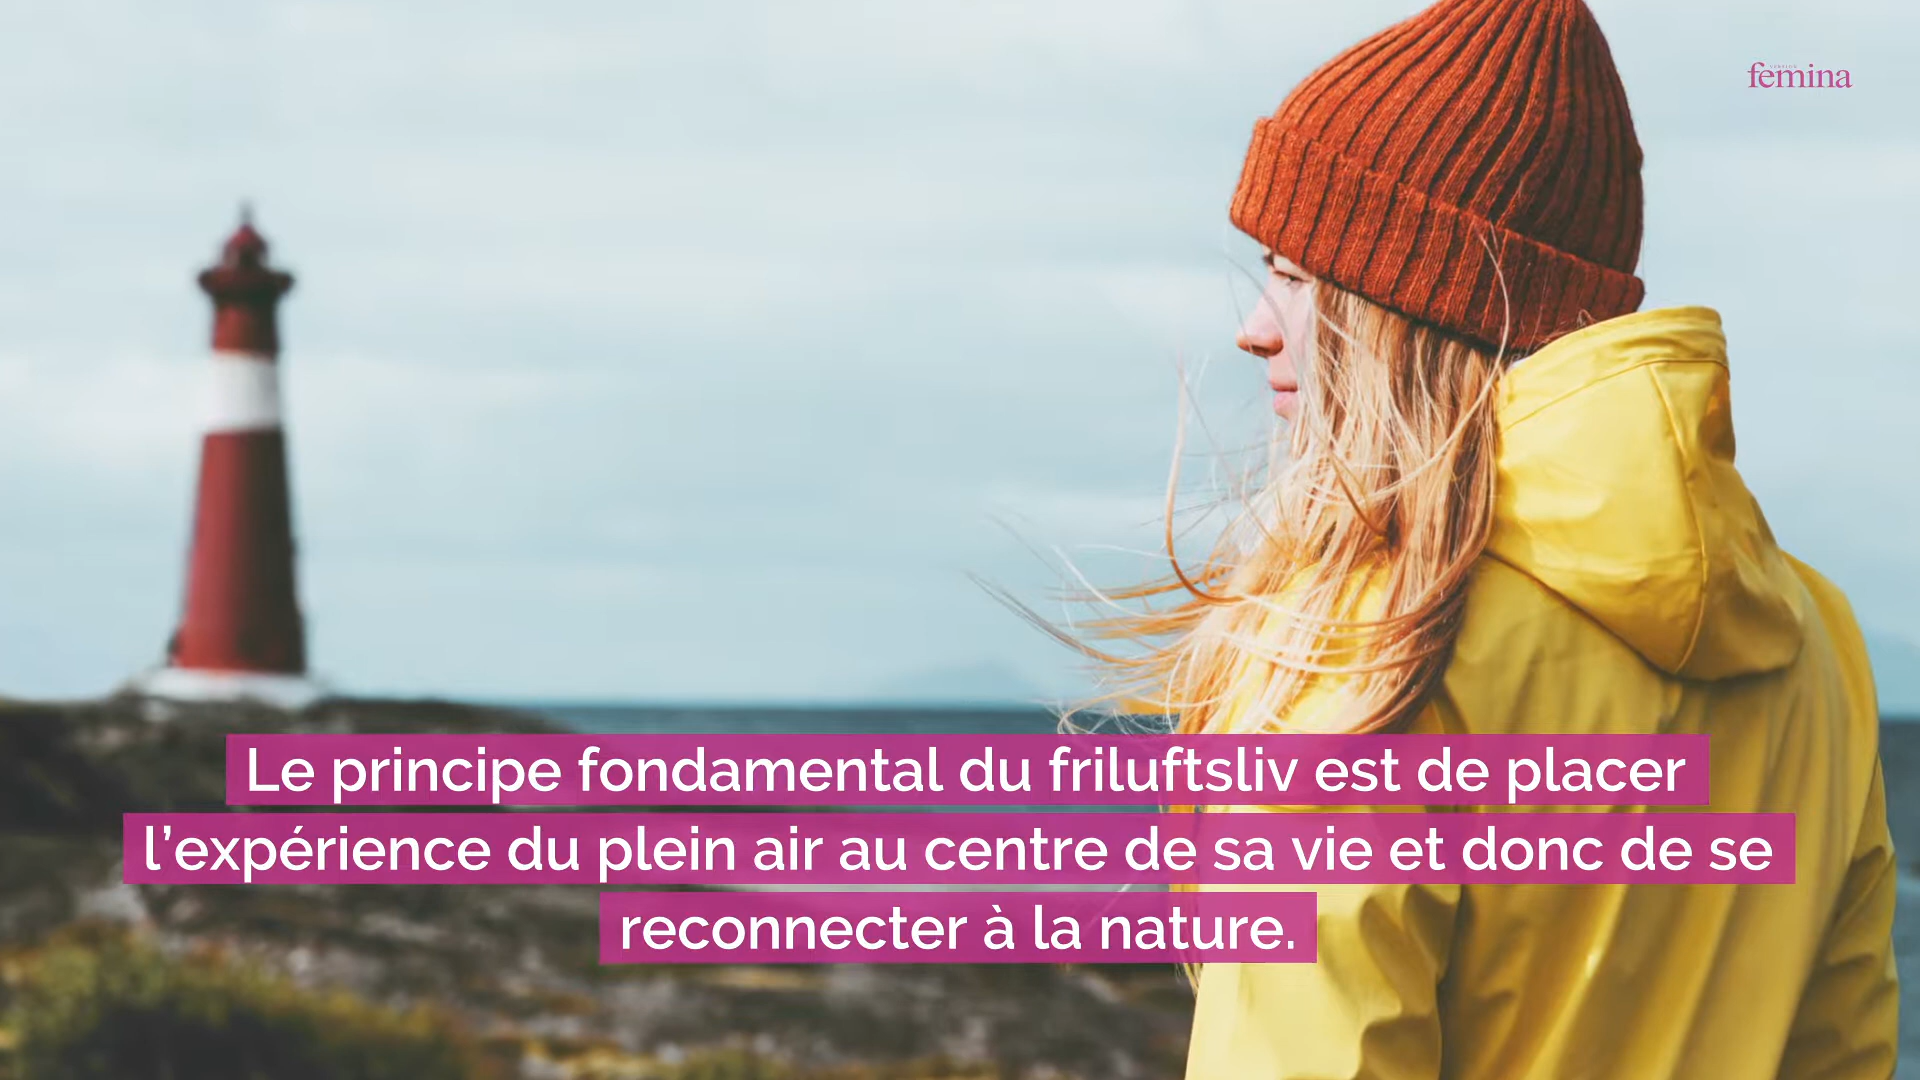 femina
Le principe fondamental du friluftsliv est de placer
l’expérience du plein air au centre de sa vie et donc de se
reconnecter à la nature.